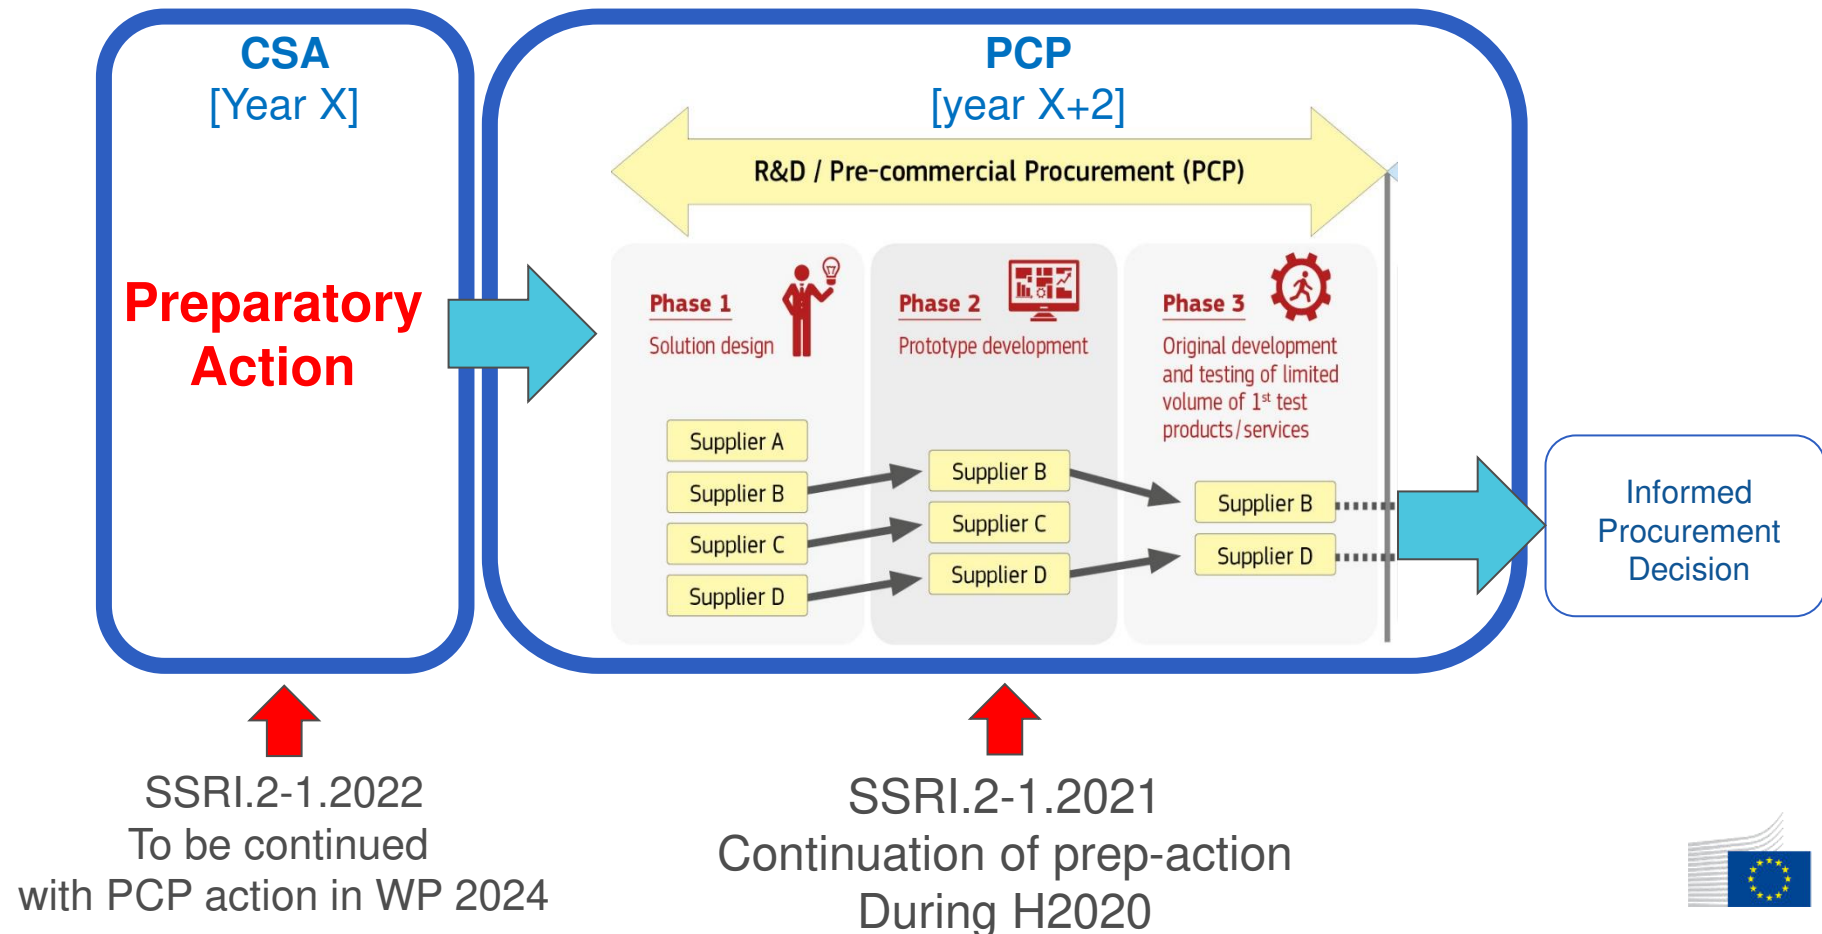 CSA
[Year X]
Preparatory
Action
PCP
[year X+2]
R&D / Pre-commercial Procurement (PCP)
Phase 1
Solution design
Supplier A
Supplier B
Supplier C
Supplier D
Phase 2
Prototype development
Supplier B
Supplier C
Supplier D
Phase 3
Original development
and testing of limited
volume of 1st test
products/services
Supplier B
Supplier D
Informed
Procurement
Decision
SSRI.2-1.2022
To be continued
with PCP action in WP 2024
SSRI.2-1.2021
Continuation of prep-action
During H2020